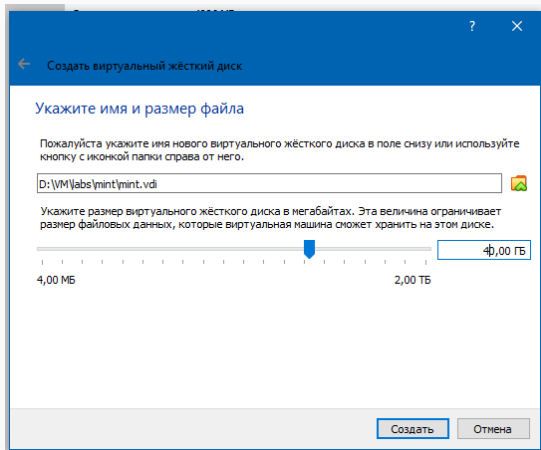 ?
Создать виртуальный жёсткий диск
Укажите имя и размер файла
Пожалуйста укажите имя нового виртуального жёсткого диска в поле снизу или используйте
кнопку с иконкой папки справа от него.
D:\VM\labs\mint\mint.vdi
Укажите размер виртуального жёсткого диска в мегабайтах. Эта величина ограничивает
размер файловых данных, которые виртуальная машина сможет хранить на этом диске.
40,00 ГБ
4,00 МБ 2,00 ТБ
Создать Отмена